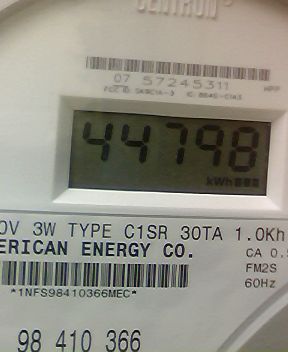 CENTRON
07 57245311
44798
kWh
0V 3W TYPE C1SR 30TA 1.0Kh
ERICAN ENERGY CO.
CA 0.5
FM2S
*1NFS98410366MEC*
60Hz
98 410 366